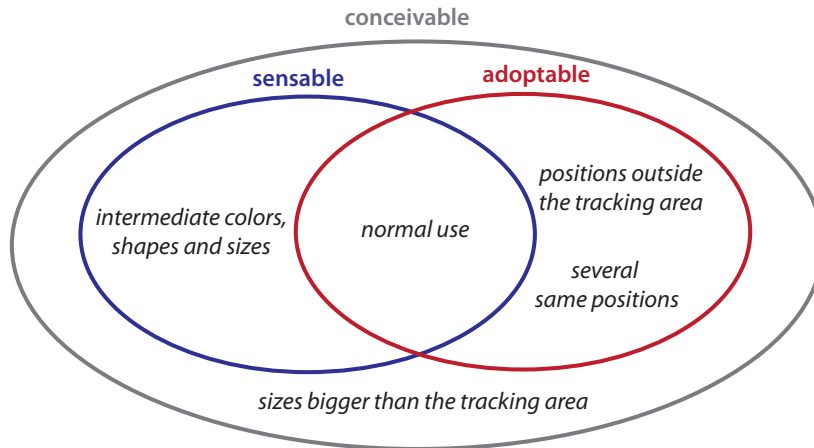 conceivable
sensable
adoptable
intermediate colors,
shapes and sizes
normal use
positions outside
the tracking area
several
same positions
sizes bigger than the tracking area